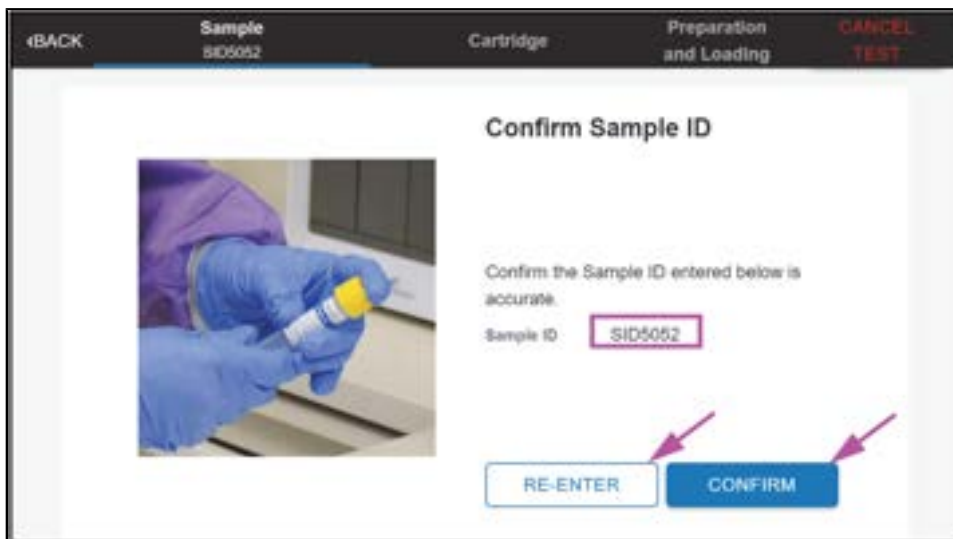 BACK
Sample
SID5052
Cartridge
Preparation
and Loading
CANCEL
TEST
Confirm Sample ID
Confirm the Sample ID entered below is
accurate.
Sample ID SID5052
RE-ENTER
CONFIRM